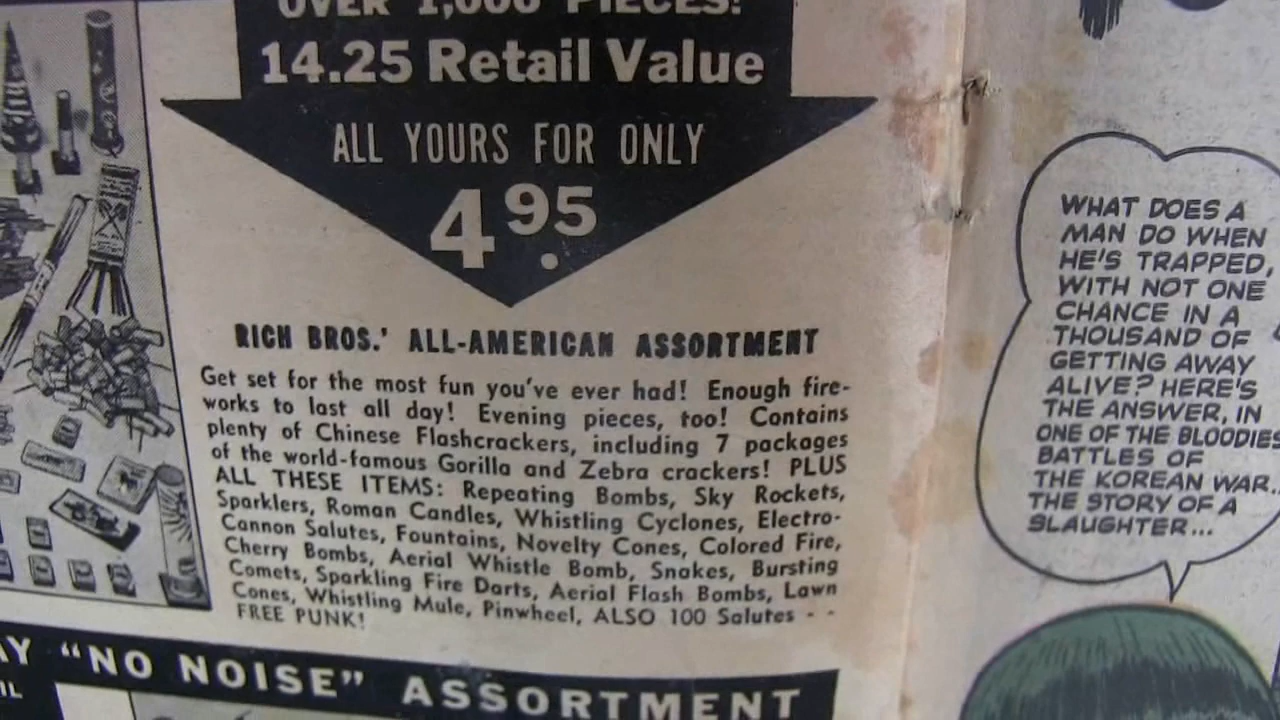 OVER 1,000 PIECES!
14.25 Retail Value
ALL YOURS FOR ONLY
4.95
RICH BROS.' ALL-AMERICAN ASSORTMENT
Get set for the most fun you've ever had! Enough fire-
works to last all day! Evening pieces, too! Contains
plenty of Chinese Flashcrackers, including 7 packages
of the world-famous Gorilla and Zebra crackers! PLUS
ALL THESE ITEMS: Repeating Bombs, Sky Rockets,
Sparklers, Roman Candles, Whistling Cyclones, Electro-
Cannon Salutes, Fountains, Novelty Cones, Colored Fire,
Cherry Bombs, Aerial Whistle Bomb, Snakes, Bursting
Comets, Sparkling Fire Darts, Aerial Flash Bombs, Lawn
Cones, Whistling Mule, Pinwheel, ALSO 100 Salutes - -
FREE PUNK!
"NO NOISE" ASSORTMENT
WHAT DOES A
MAN DO WHEN
HE'S TRAPPED,
WITH NOT ONE
CHANCE IN A
THOUSAND OF
GETTING AWAY
ALIVE? HERE'S
THE ANSWER, IN
ONE OF THE BLOODIES
BATTLES OF
THE KOREAN WAR..
THE STORY OF A
SLAUGHTER...